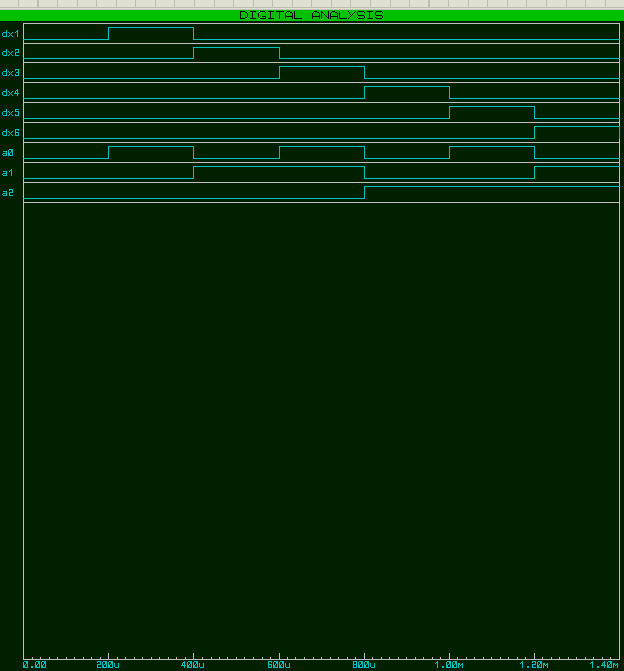 DIGITAL ANALYSIS
dx1
dx2
dx3
dx4
dx5
dx6
a0
a1
a2
0.00 200u 400u 600u 800u 1.00m 1.20m 1.40m